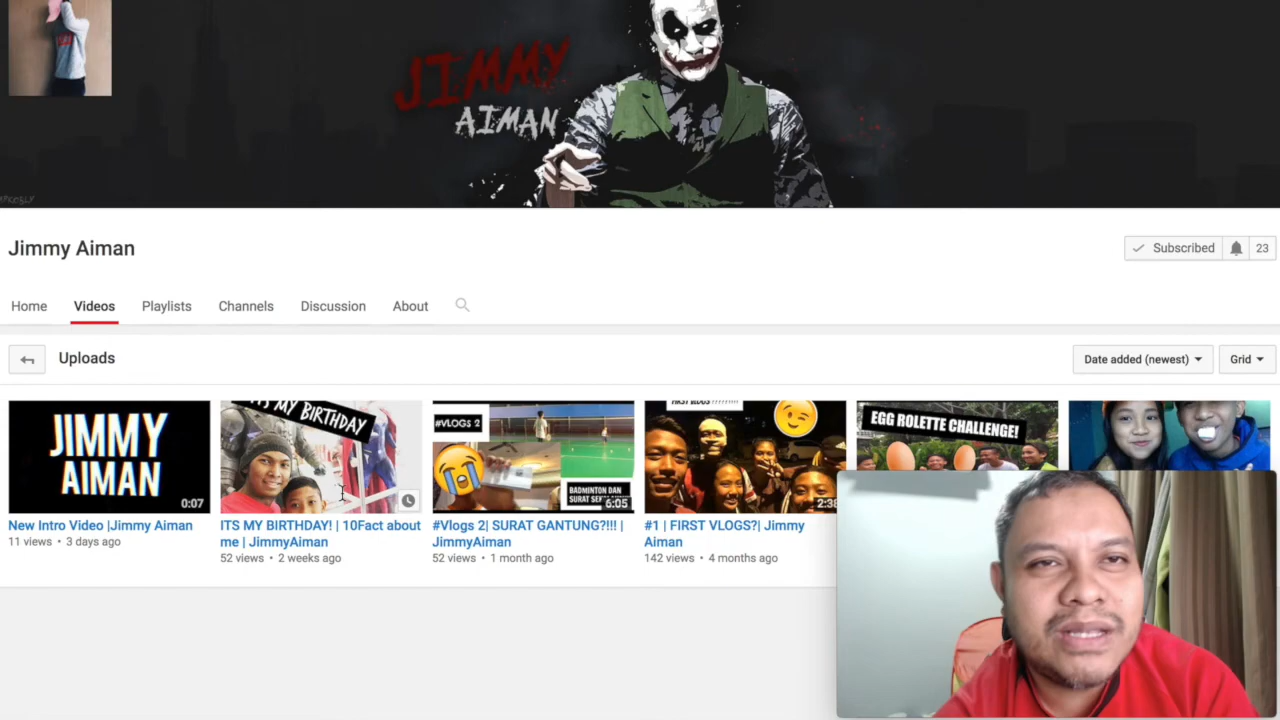 JIMMY
AIMAN
Jimmy Aiman
Subscribed
23
Home
Videos
Playlists
Channels
Discussion
About
Uploads
Date added (newest)
Grid
JIMMY
AIMAN
0:07
ITS MY BIRTHDAY
#VLOGS 2
BADMINTON DAN
6:05
FIRST VLOGS?????????
2:38
EGG ROLETTE CHALLENGE!
New Intro Video |Jimmy Aiman
11 views • 3 days ago
ITS MY BIRTHDAY! | 10Fact about
me | JimmyAiman
52 views • 2 weeks ago
#Vlogs 2| SURAT GANTUNG?!!! |
JimmyAiman
52 views • 1 month ago
#1 | FIRST VLOGS?| Jimmy
Aiman
142 views • 4 months ago